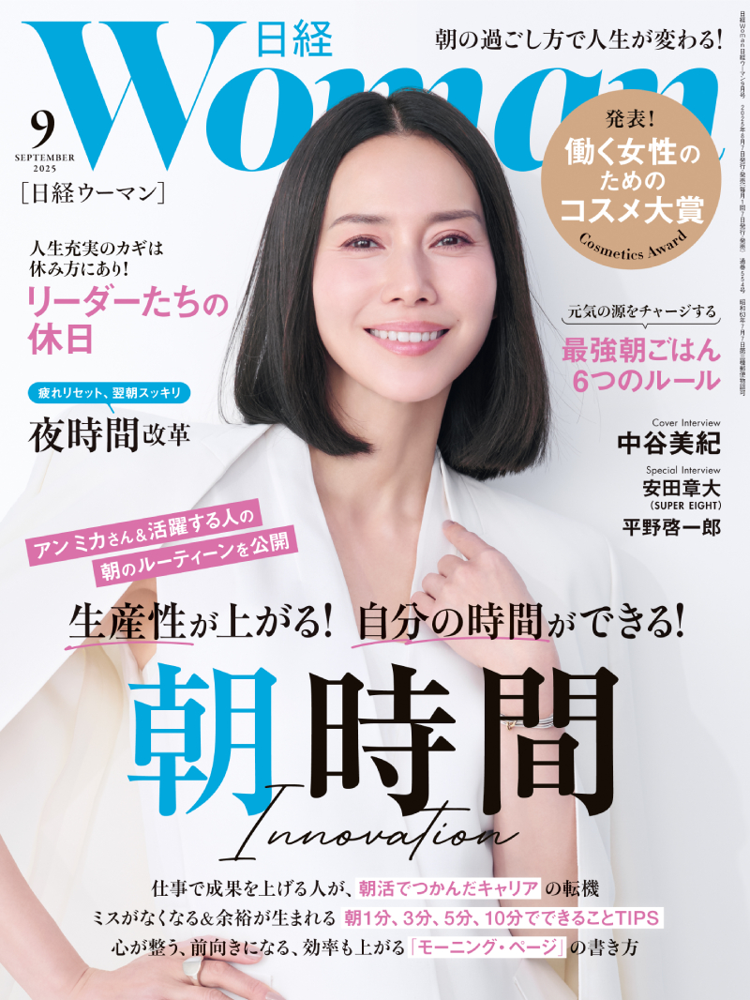 日経
Woman
朝の過ごし方で人生が変わる!
9
SEPTEMBER
2025
[日経ウーマン]
発表!
働く女性の
ための
コスメ大賞
Cosmetics Award
人生充実のカギは
休み方にあり!
リーダーたちの
休日
疲れリセット、翌朝スッキリ
夜時間改革
元気の源をチャージする
最強朝ごはん
6つのルール
Cover Interview
中谷美紀
Special Interview
安田章大
(SUPER EIGHT)
平野啓一郎
アン ミカさん&活躍する人の
朝のルーティーンを公開
生産性が上がる! 自分の時間ができる!
朝時間
Innovation
仕事で成果を上げる人が、朝活でつかんだキャリアの転機
ミスがなくなる&余裕が生まれる 朝1分、3分、5分、10分でできることTIPS
心が整う、前向きになる、効率も上がる「モーニング・ページ」の書き方
日経Woman 日経ウーマン9月号 2025年8月7日発行・発売(毎月1回7日発行・発売) 通巻554号 昭和63年7月7日第三種郵便物認可